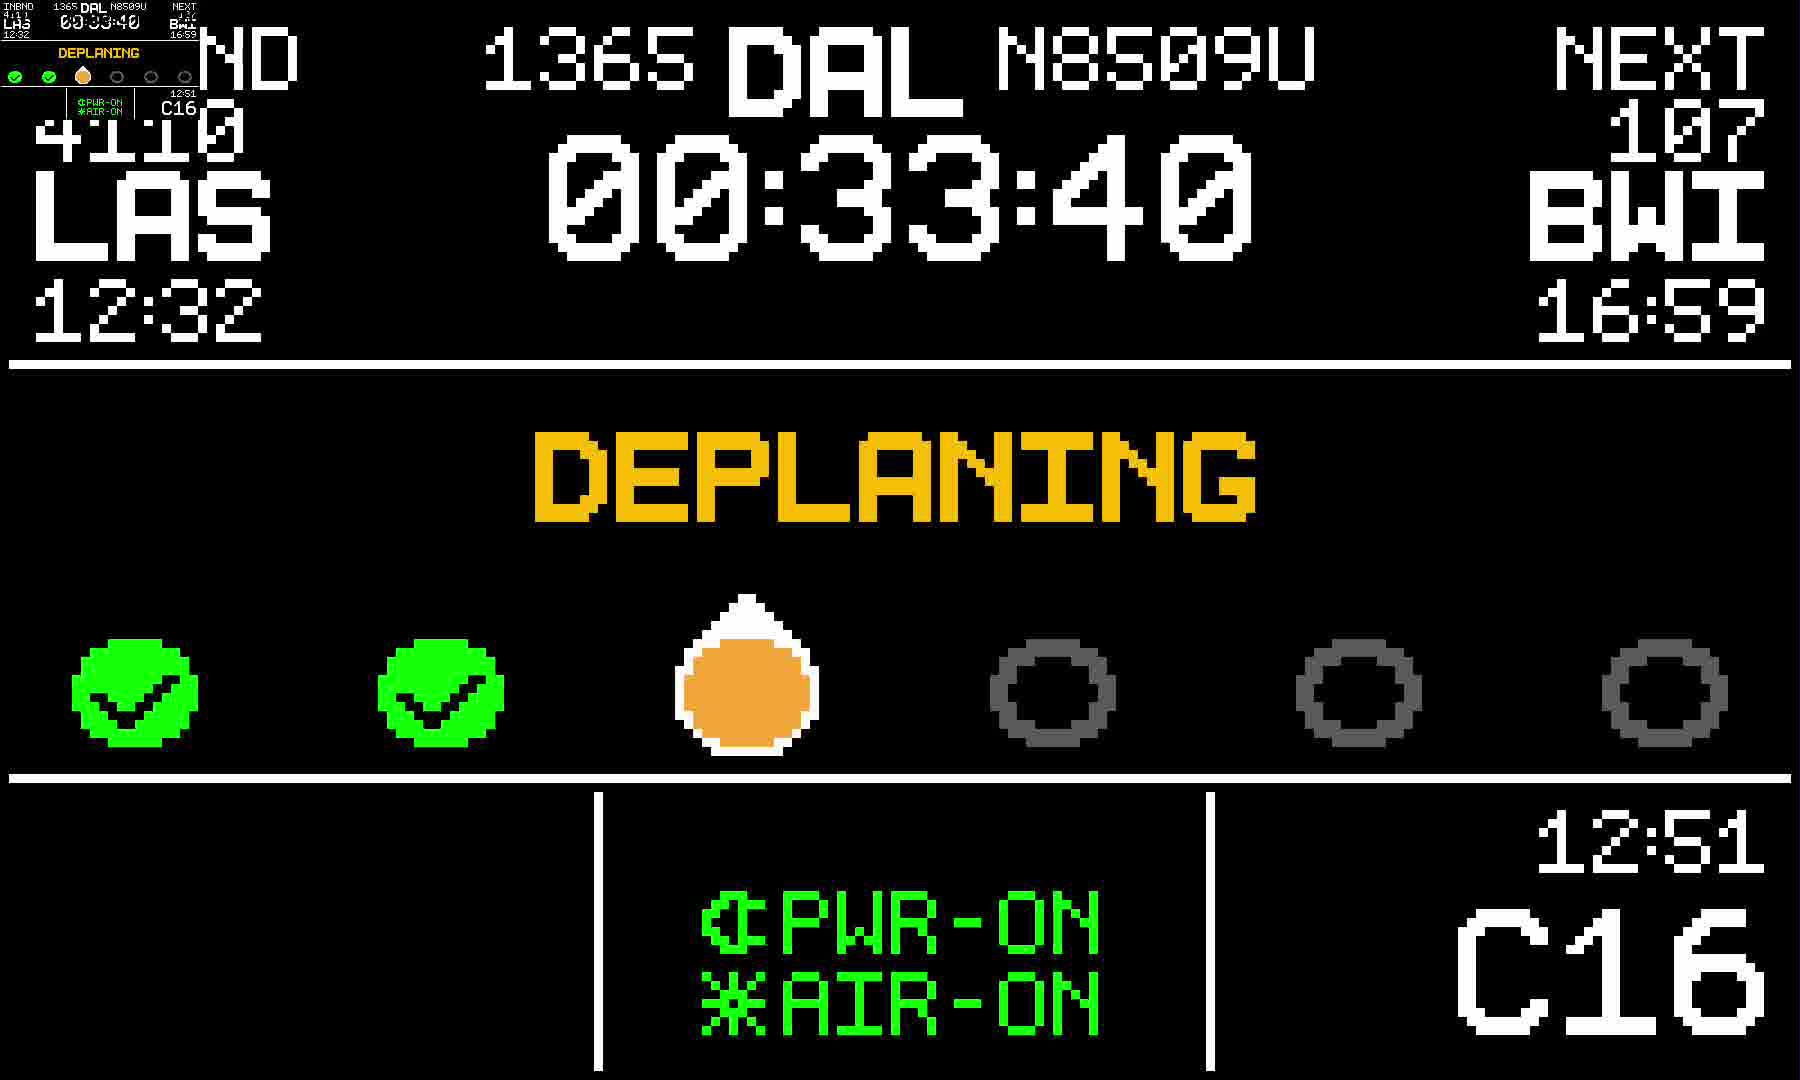 INBND 1365 DAL N8509U NEXT
4110 107
LAS 00:33:40 BWI
12:32 16:59
DEPLANING
12:51
PWR-ON
AIR-ON
C16
ND 1365 DAL N8509U NEXT
4110 107
LAS 00:33:40 BWI
12:32 16:59
DEPLANING
12:51
PWR-ON
AIR-ON
C16